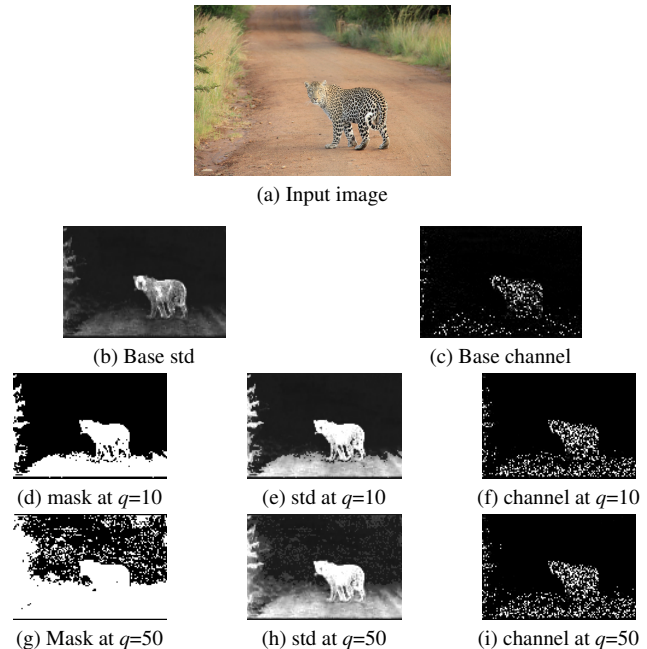 (a) Input image
(b) Base std
(c) Base channel
(d) mask at q=10
(e) std at q=10
(f) channel at q=10
(g) Mask at q=50
(h) std at q=50
(i) channel at q=50